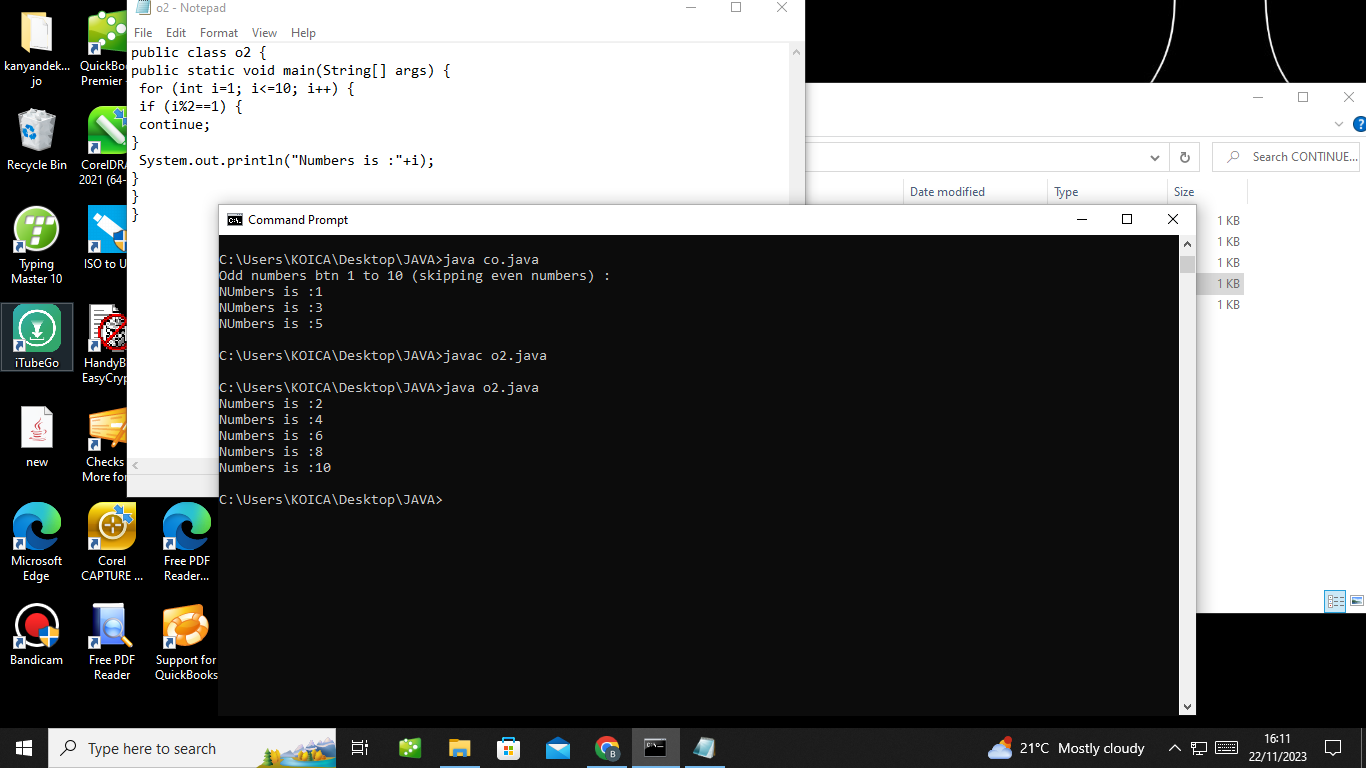 kanyandek...
jo
QuickBoo
Premier -
Recycle Bin
CorelDRA
2021 (64-
Typing
Master 10
ISO to U
iTubeGo
HandyB
EasyCryp
new
Checks
More for
Microsoft
Edge
Corel
CAPTURE ...
Free PDF
Reader...
Bandicam
Free PDF
Reader
Support for
QuickBooks
o2 - Notepad
File Edit Format View Help
public class o2 {
public static void main(String[] args) {
for (int i=1; i<=10; i++) {
if (i%2==1) {
continue;
}
System.out.println("Numbers is :"+i);
}
}
}
Search CONTINUE...
Date modified Type Size
1 KB
1 KB
1 KB
1 KB
1 KB
Command Prompt
C:\Users\KOICA\Desktop\JAVA>java co.java
Odd numbers btn 1 to 10 (skipping even numbers) :
NUmbers is :1
NUmbers is :3
NUmbers is :5
C:\Users\KOICA\Desktop\JAVA>javac o2.java
C:\Users\KOICA\Desktop\JAVA>java o2.java
Numbers is :2
Numbers is :4
Numbers is :6
Numbers is :8
Numbers is :10
C:\Users\KOICA\Desktop\JAVA>
Type here to search
21°C Mostly cloudy
16:11
22/11/2023